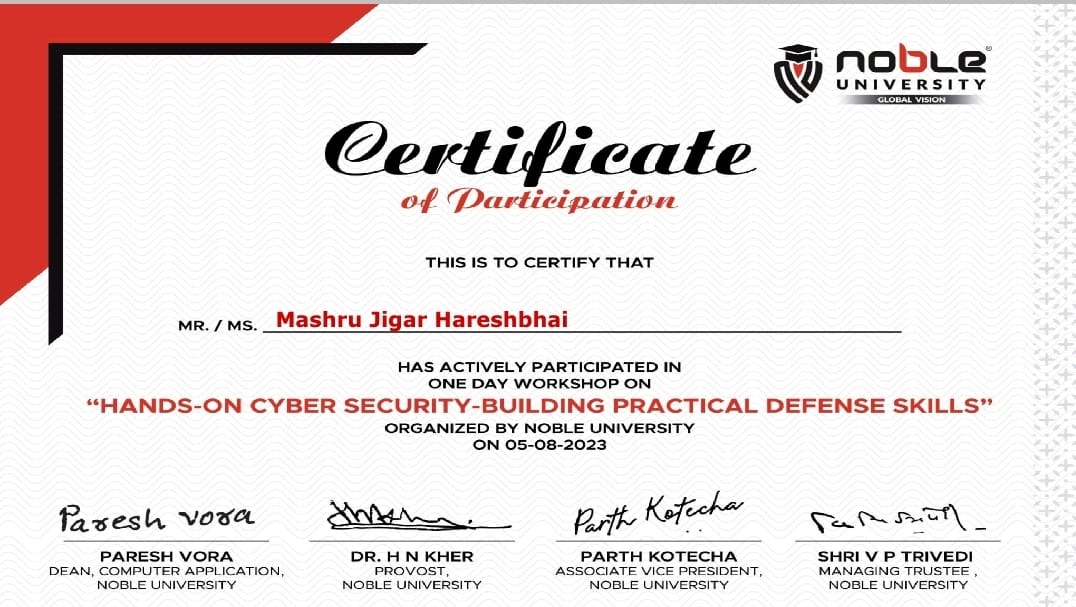 noble®
UNIVERSITY
GLOBAL VISION
Certificate
of Participation
THIS IS TO CERTIFY THAT
MR. / MS. Mashru Jigar Hareshbhai
HAS ACTIVELY PARTICIPATED IN
ONE DAY WORKSHOP ON
“HANDS-ON CYBER SECURITY-BUILDING PRACTICAL DEFENSE SKILLS”
ORGANIZED BY NOBLE UNIVERSITY
ON 05-08-2023
Paresh Vora
Parth Kotecha
PARESH VORA
DR. H N KHER
PARTH KOTECHA
SHRI V P TRIVEDI
DEAN, COMPUTER APPLICATION,
PROVOST,
ASSOCIATE VICE PRESIDENT,
MANAGING TRUSTEE ,
NOBLE UNIVERSITY
NOBLE UNIVERSITY
NOBLE UNIVERSITY
NOBLE UNIVERSITY